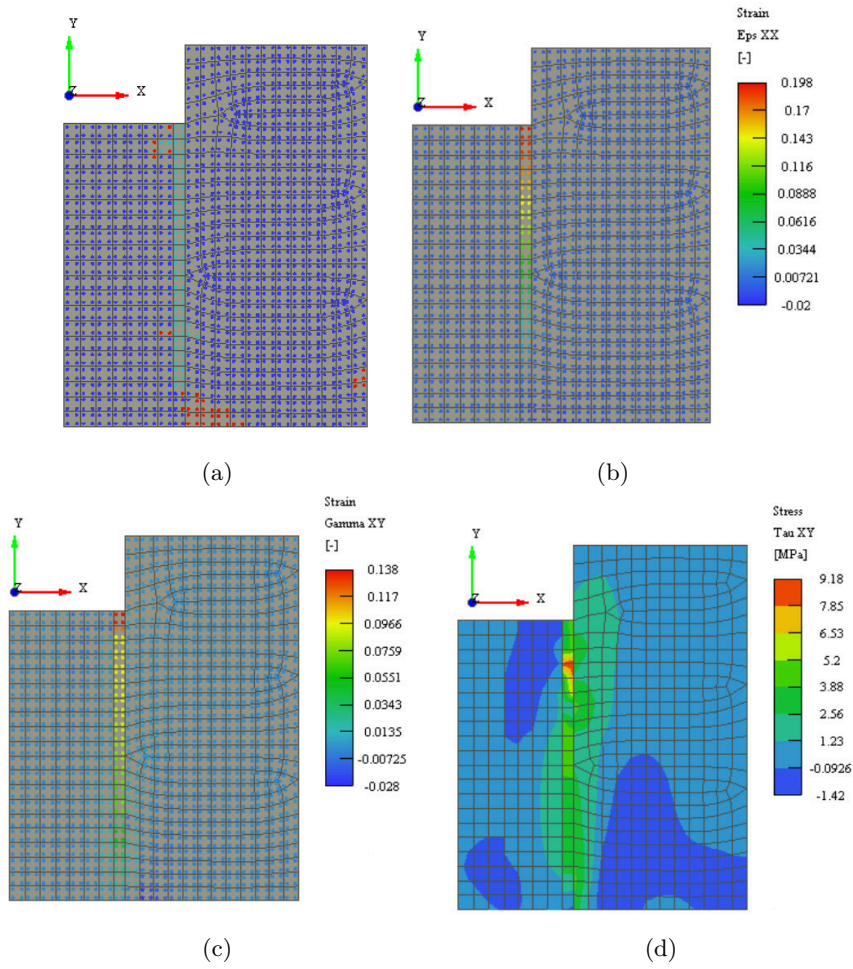 Y
Z
X
(a)
Y
Z
X
Strain
Eps XX
[-]
0.198
0.17
0.143
0.116
0.0888
0.0616
0.0344
0.00721
-0.02
(b)
Y
Z
X
Strain
Gamma XY
[-]
0.138
0.117
0.0966
0.0759
0.0551
0.0343
0.0135
-0.00725
-0.028
(c)
Y
Z
X
Stress
Tau XY
[MPa]
9.18
7.85
6.53
5.2
3.88
2.56
1.23
-0.0926
-1.42
(d)